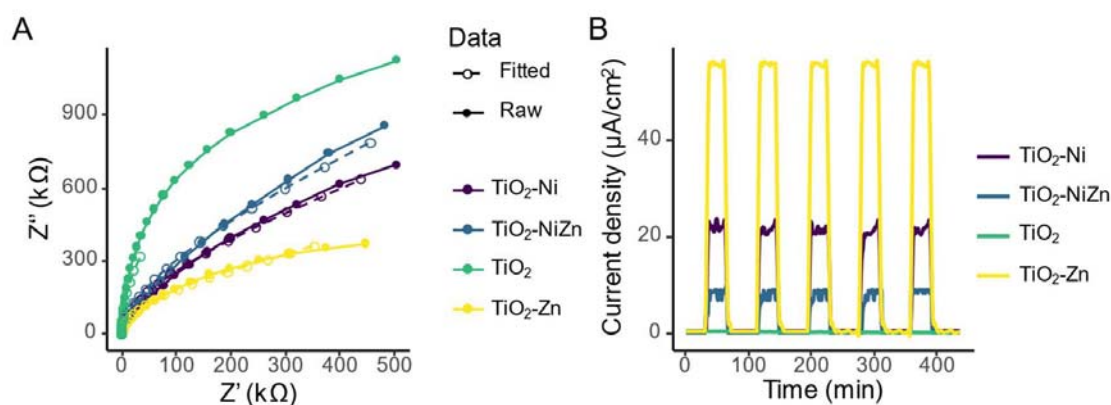 A
Data
Fitted
Raw
TiO₂-Ni
TiO₂-NiZn
TiO₂
TiO₂-Zn
Z'' (kΩ)
900
600
300
0
0 100 200 300 400 500
Z' (kΩ)
B
Current density (µA/cm²)
40
20
0
0 100 200 300 400
Time (min)
TiO₂-Ni
TiO₂-NiZn
TiO₂
TiO₂-Zn